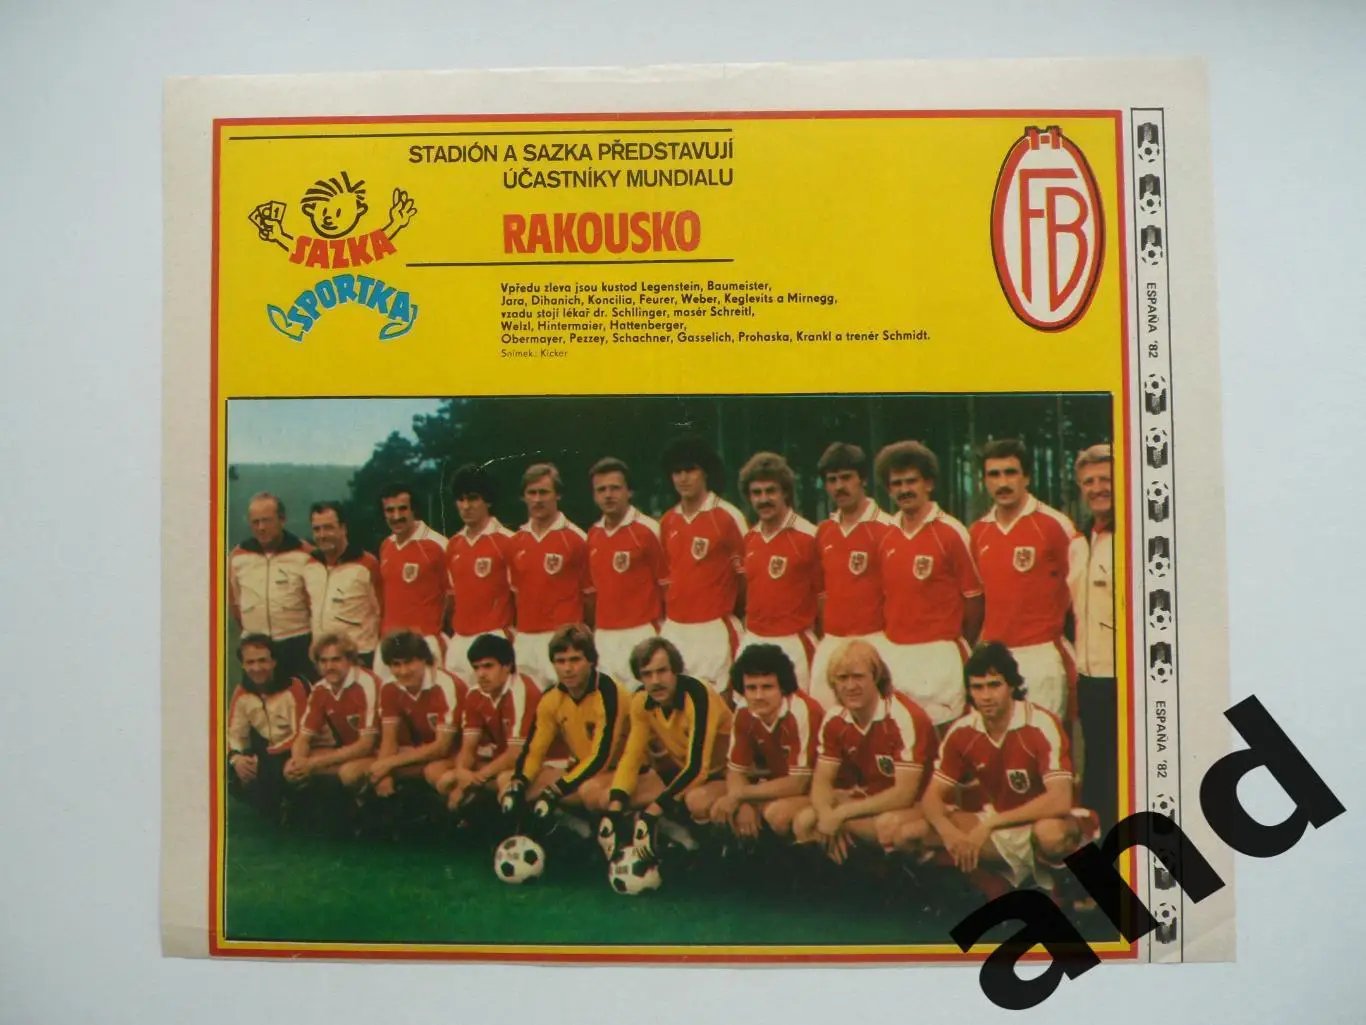 STADIÓN A SAZKA PŘEDSTAVUJÍ
ÚČASTNÍKY MUNDIALU
SAZKA
SPORTKA
RAKOUSKO
FB
Vpředu zleva jsou kustod Legenstein, Baumeister,
Jara, Dihanich, Koncilia, Feurer, Weber, Keglevits a Mirnegg,
vzadu stojí lékař dr. Schllinger, masér Schreitl,
Welzl, Hintermaier, Hattenberger,
Obermayer, Pezzey, Schachner, Gasselich, Prohaska, Krankl a trenér Schmidt.
Snímek: Kicker
ESPAÑA '82
ESPAÑA '82
and